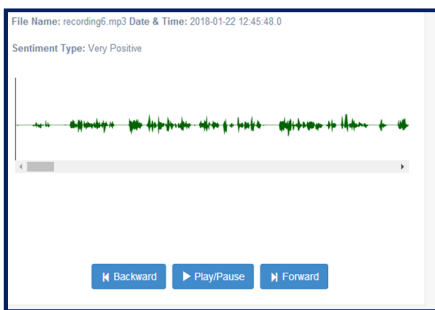 File Name: recording6.mp3 Date & Time: 2018-01-22 12:45:48.0
Sentiment Type: Very Positive
Backward Play/Pause Forward